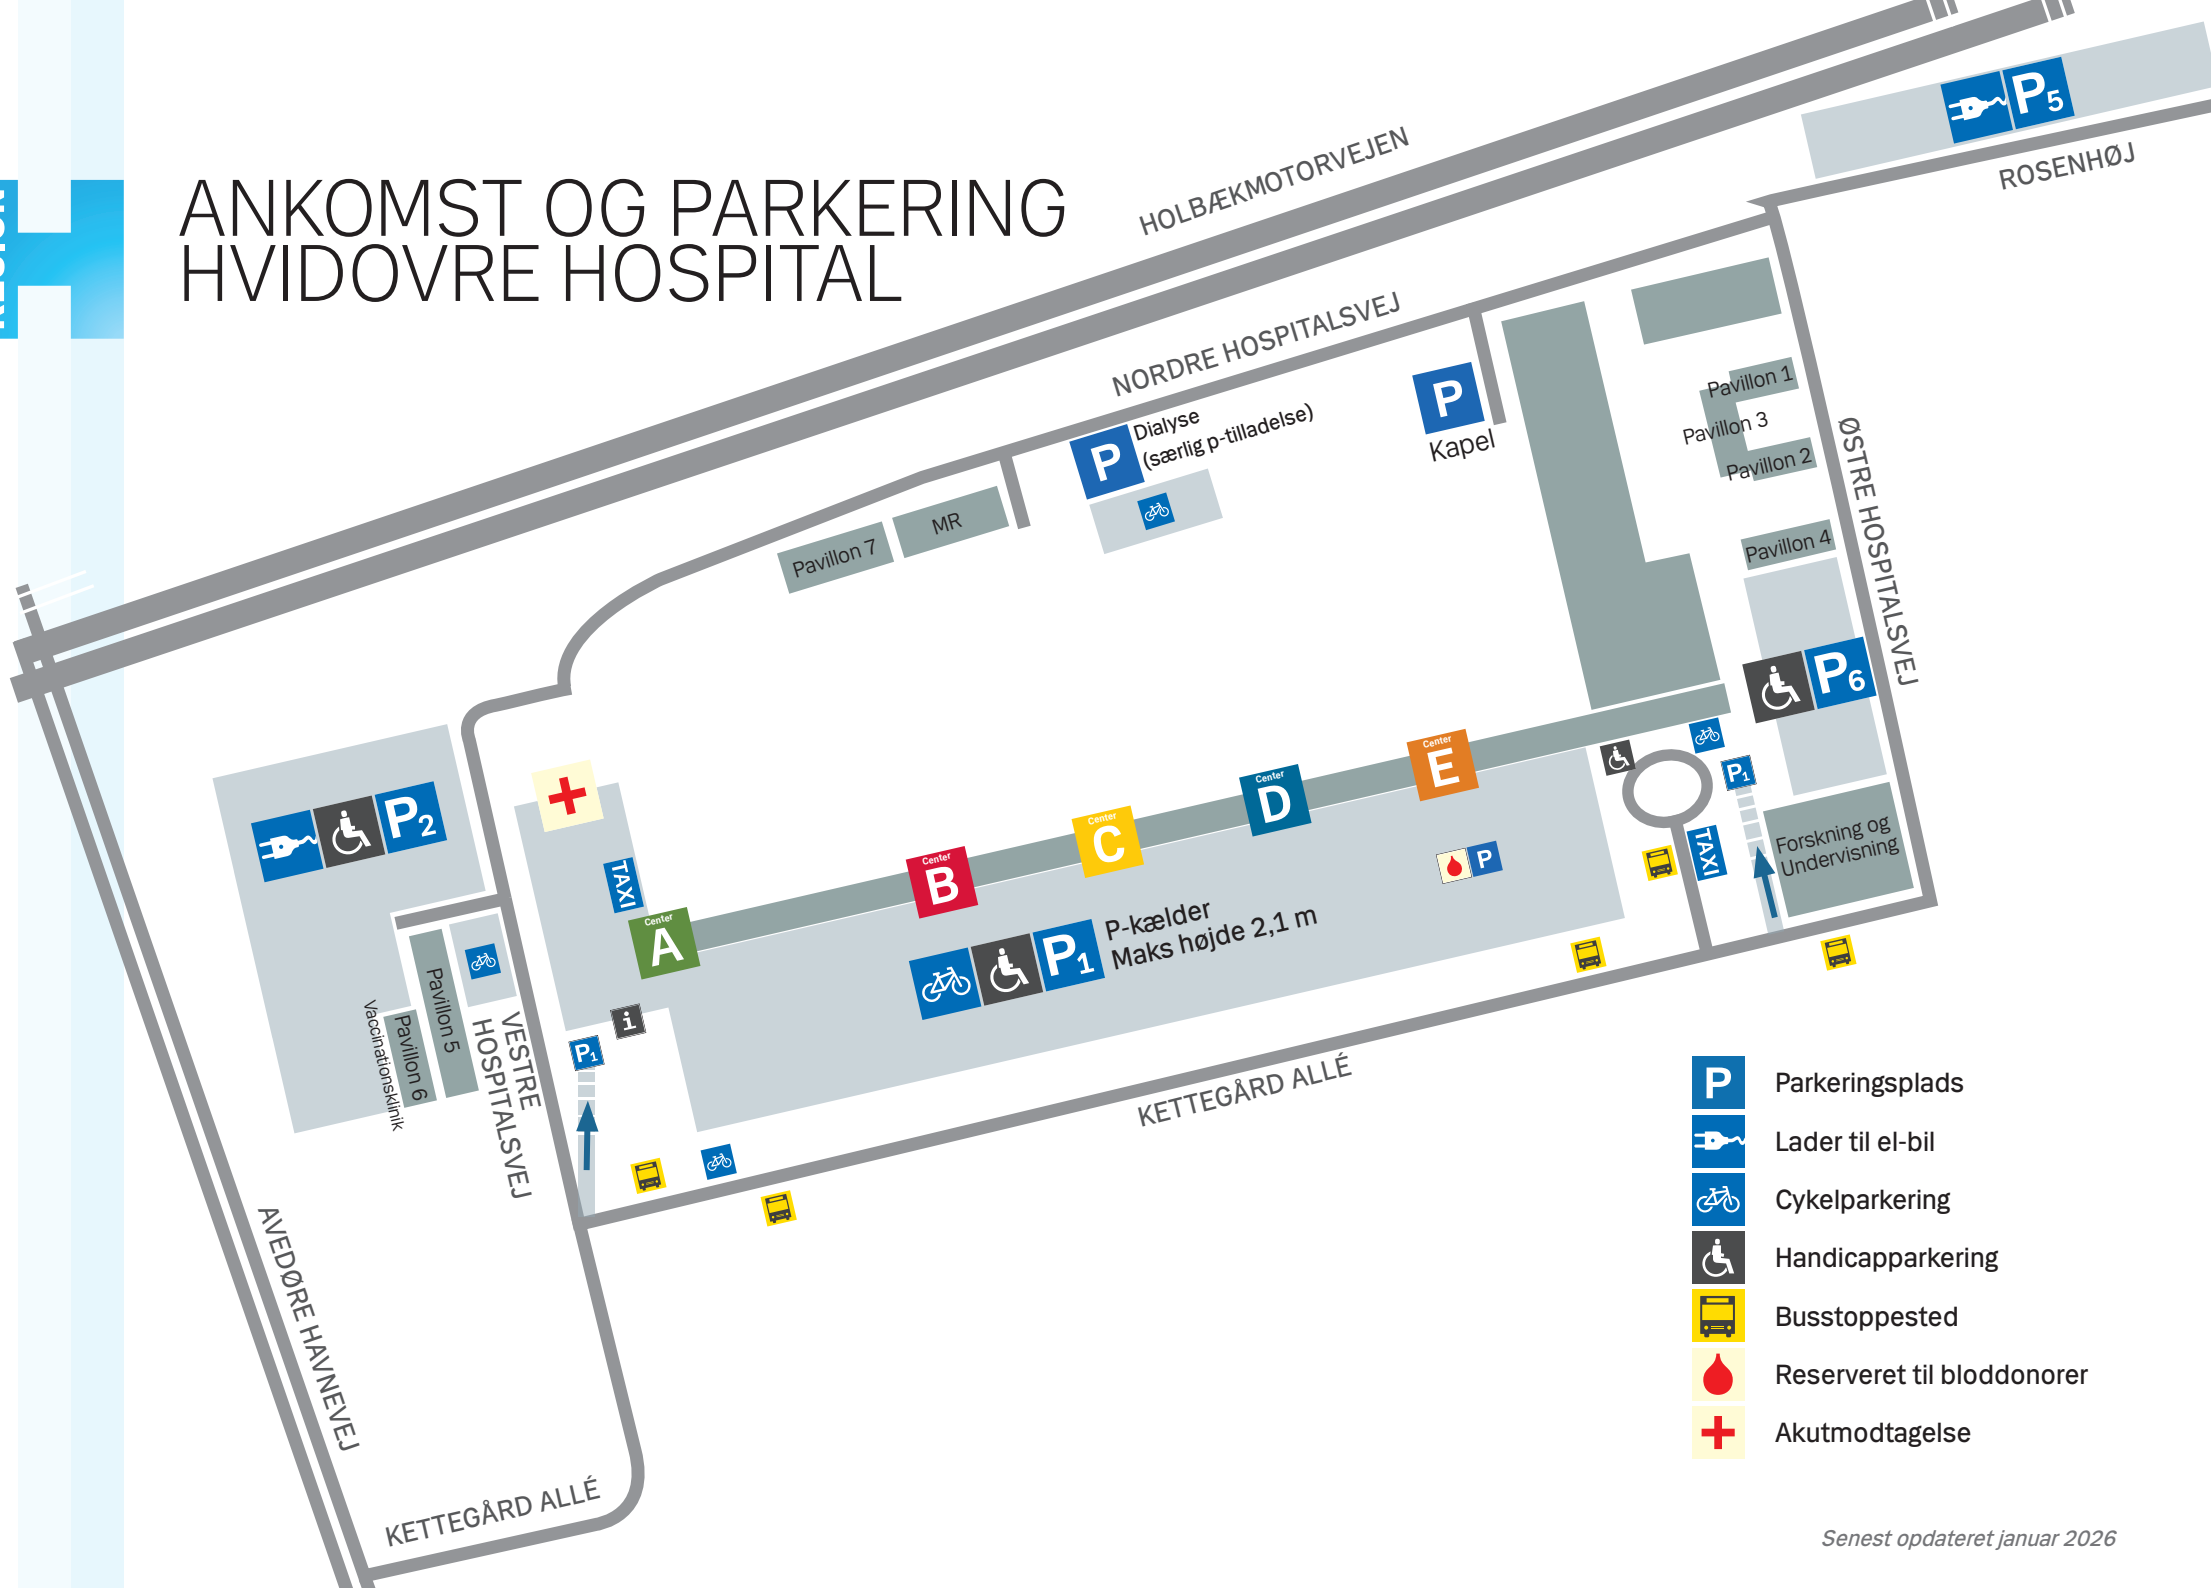 ANKOMST OG PARKERING
HVIDOVRE HOSPITAL
HOLBÆKMOTORVEJEN
P5
ROSENHØJ
NORDRE HOSPITALSVEJ
P
Dialyse
(særlig p-tilladelse)
P
Kapel
Pavillon 1
Pavillon 3
Pavillon 2
Pavillon 4
ØSTRE HOSPITALSVEJ
MR
Pavillon 7
P6
P2
TAXI
Center
A
Center
B
Center
C
Center
D
Center
E
P
P1
P-kælder
Maks højde 2,1 m
P1
TAXI
Forskning og
Undervisning
Pavillon 5
Pavillon 6
Vaccinationsklinik
VESTRE
HOSPITALSVEJ
i
P1
KETTEGÅRD ALLÉ
AVEDØRE HAVNEVEJ
KETTEGÅRD ALLÉ
P Parkeringsplads
Lader til el-bil
Cykelparkering
Handicapparkering
Busstoppested
Reserveret til bloddonorer
Akutmodtagelse
Senest opdateret januar 2026